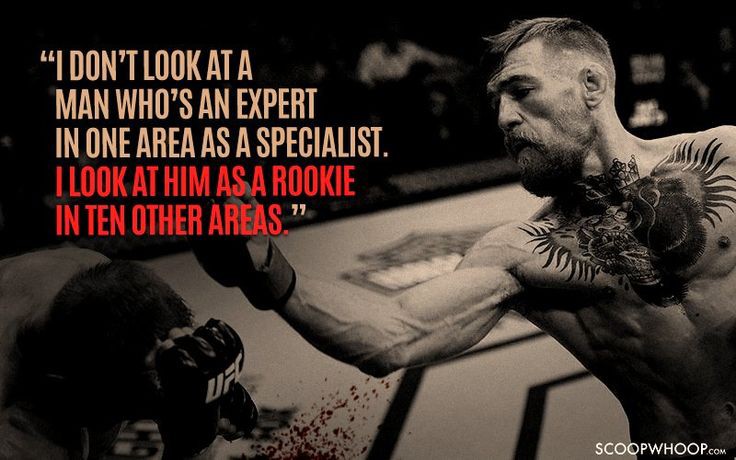 “I DON’T LOOK AT A
MAN WHO’S AN EXPERT
IN ONE AREA AS A SPECIALIST.
I LOOK AT HIM AS A ROOKIE
IN TEN OTHER AREAS.”
UFC
SCOOPWHOOP.COM